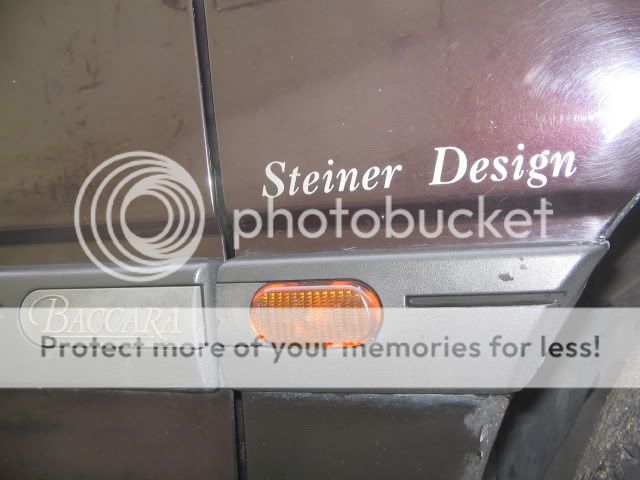 Steiner Design
photobucket
BACCARA
Protect more of your memories for less!